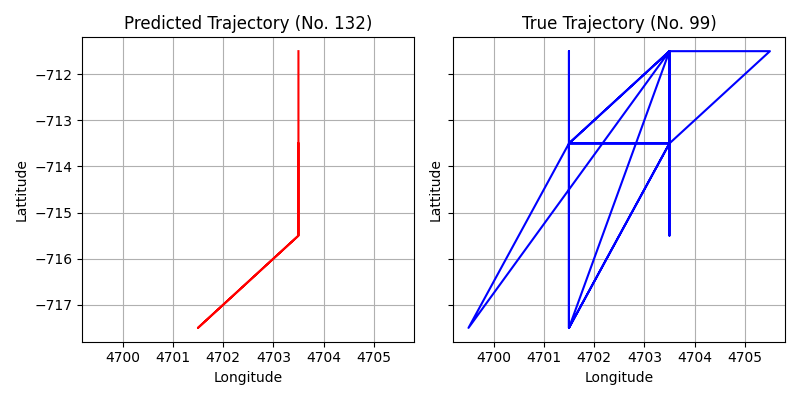 Predicted Trajectory (No. 132)
True Trajectory (No. 99)
−712
−713
−714
−715
−716
−717
Lattitude
Lattitude
4700 4701 4702 4703 4704 4705
4700 4701 4702 4703 4704 4705
Longitude
Longitude